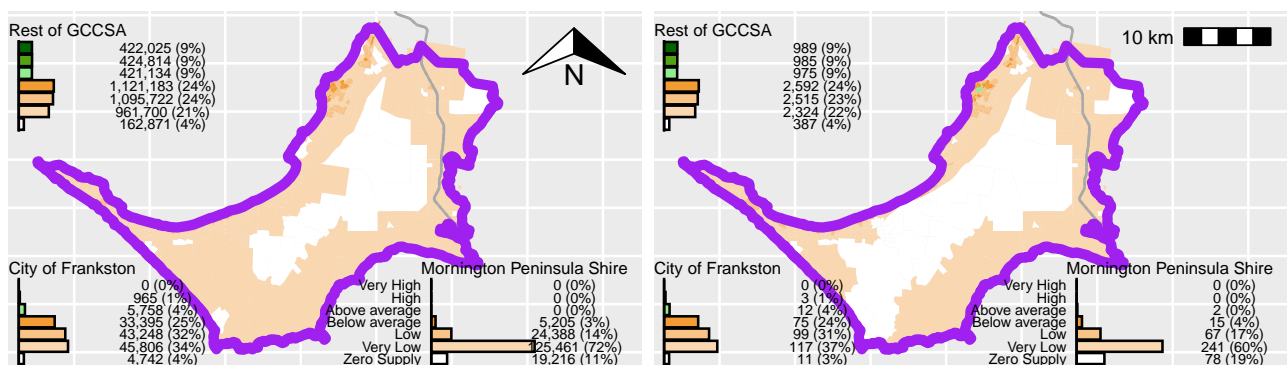 Rest of GCCSA
422,025 (9%)
424,814 (9%)
421,134 (9%)
1,121,183 (24%)
1,095,722 (24%)
961,700 (21%)
162,871 (4%)
N
City of Frankston
0 (0%)
965 (1%)
5,758 (4%)
33,395 (25%)
43,248 (32%)
45,806 (34%)
4,742 (4%)
Mornington Peninsula Shire
Very High 0 (0%)
High 0 (0%)
Above average 0 (0%)
Below average 5,205 (3%)
Low 24,388 (14%)
Very Low 125,461 (72%)
Zero Supply 19,216 (11%)
Rest of GCCSA
989 (9%)
985 (9%)
975 (9%)
2,592 (24%)
2,515 (23%)
2,324 (22%)
387 (4%)
10 km
City of Frankston
0 (0%)
3 (1%)
12 (4%)
75 (24%)
99 (31%)
117 (37%)
11 (3%)
Mornington Peninsula Shire
Very High 0 (0%)
High 0 (0%)
Above average 2 (0%)
Below average 15 (4%)
Low 67 (17%)
Very Low 241 (60%)
Zero Supply 78 (19%)